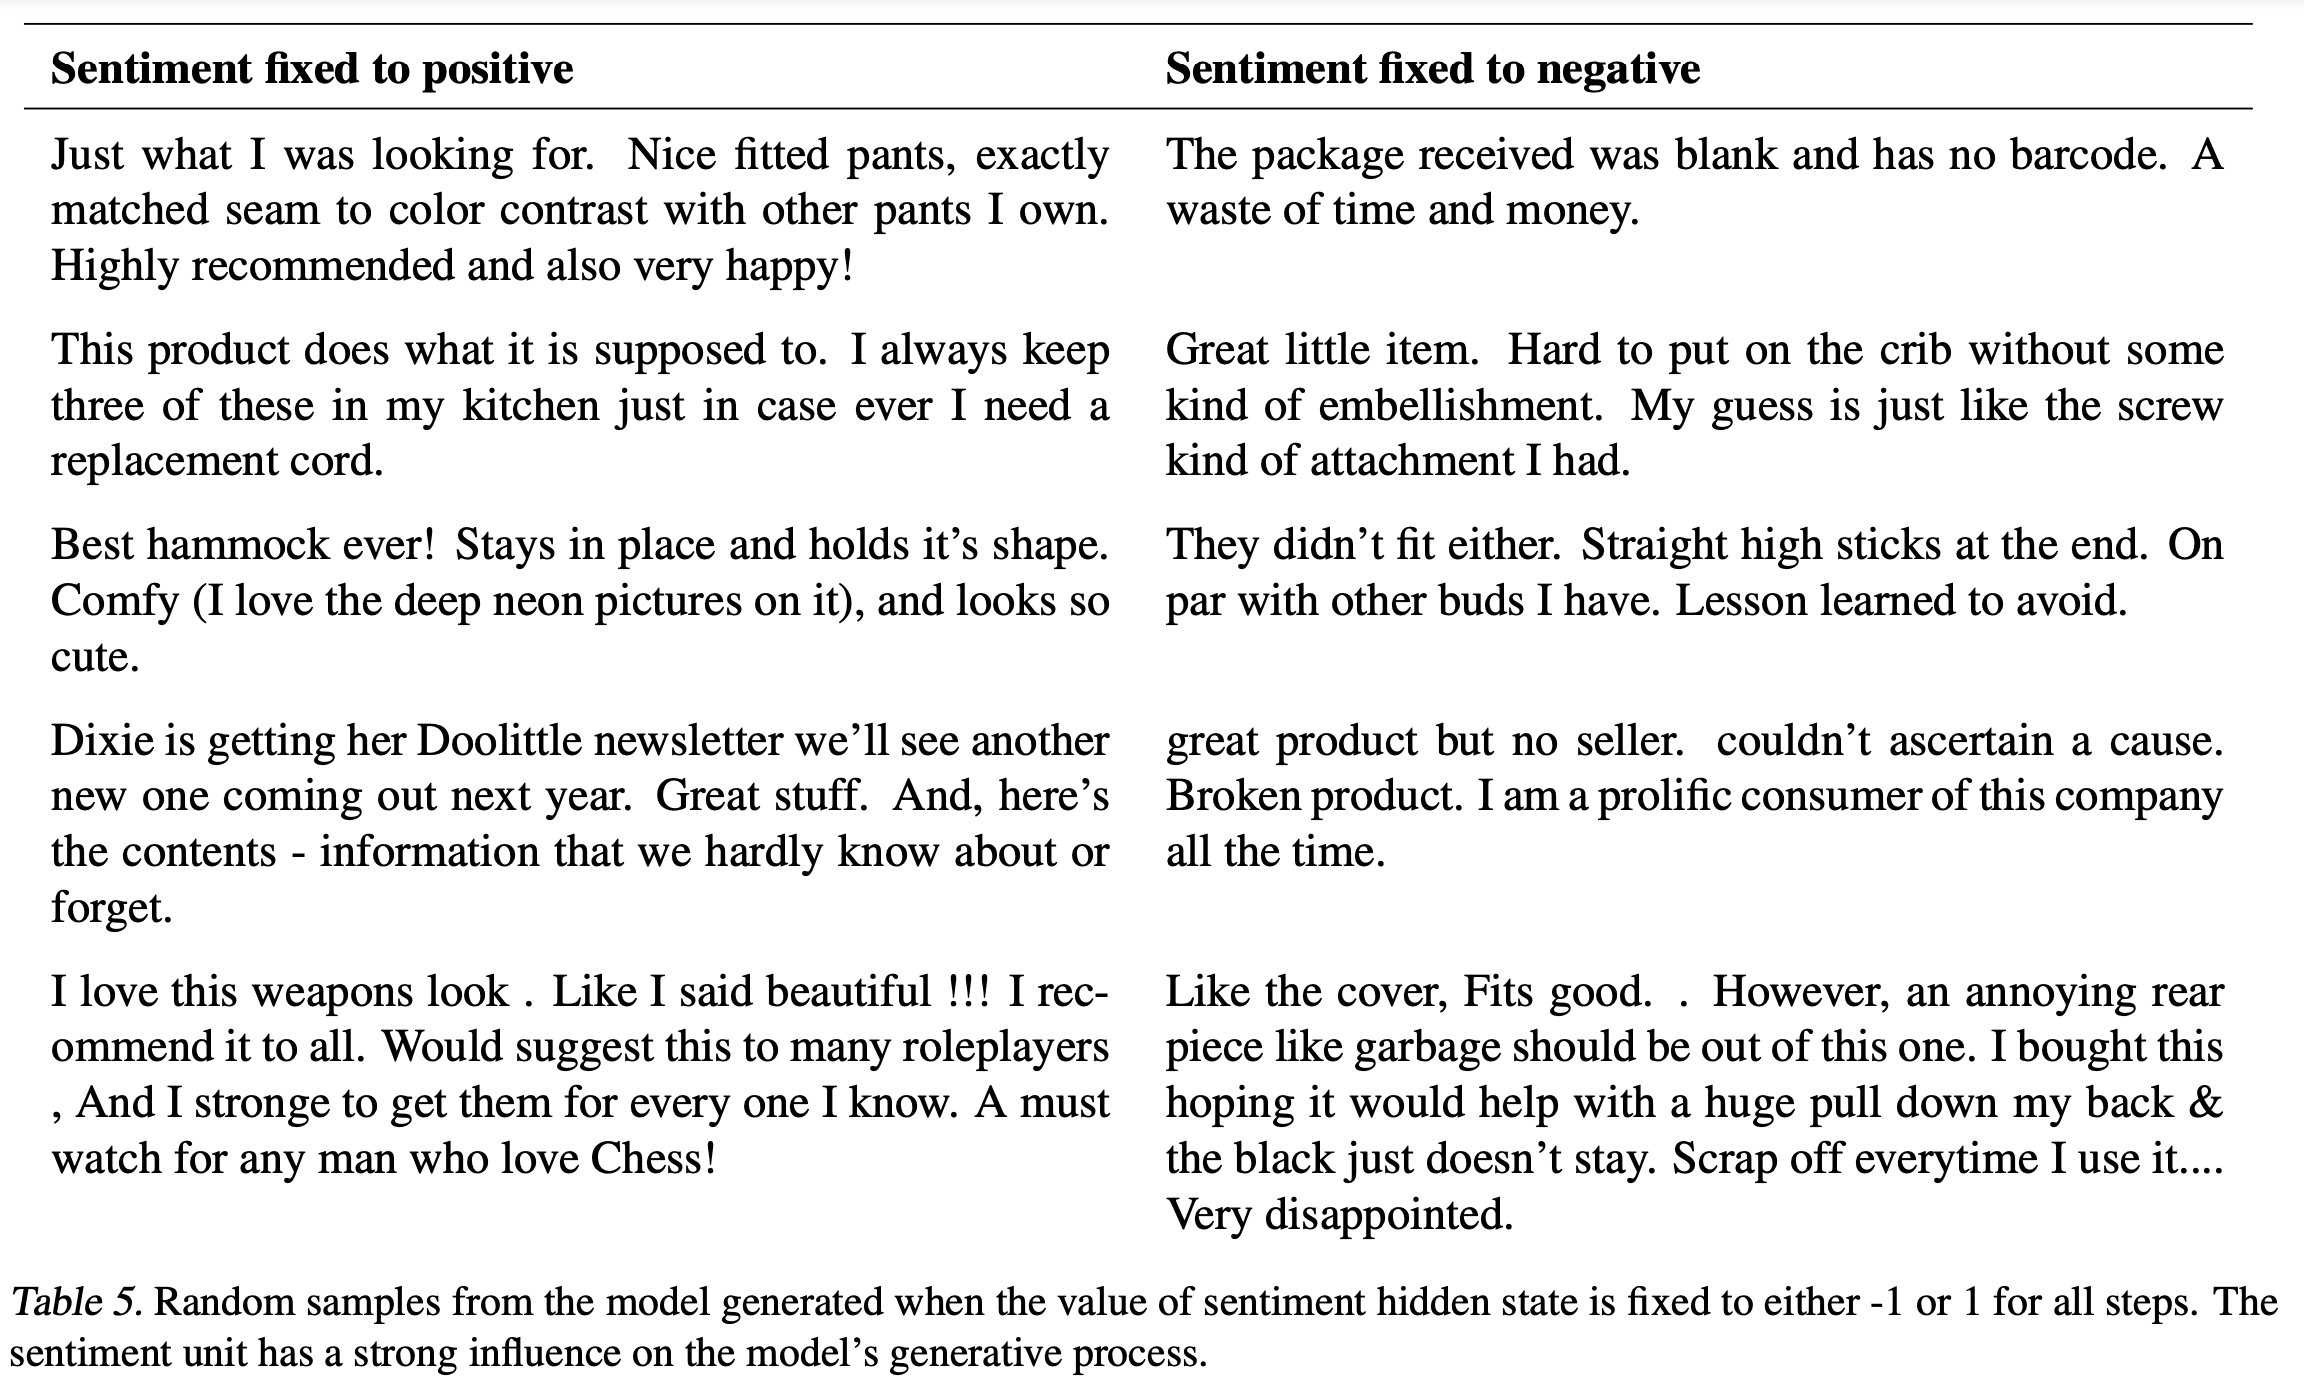 Sentiment fixed to positive
Sentiment fixed to negative
Just what I was looking for. Nice fitted pants, exactly
matched seam to color contrast with other pants I own.
Highly recommended and also very happy!
The package received was blank and has no barcode. A
waste of time and money.
This product does what it is supposed to. I always keep
three of these in my kitchen just in case ever I need a
replacement cord.
Great little item. Hard to put on the crib without some
kind of embellishment. My guess is just like the screw
kind of attachment I had.
Best hammock ever! Stays in place and holds it's shape.
Comfy (I love the deep neon pictures on it), and looks so
cute.
They didn't fit either. Straight high sticks at the end. On
par with other buds I have. Lesson learned to avoid.
Dixie is getting her Doolittle newsletter we'll see another
new one coming out next year. Great stuff. And, here's
the contents - information that we hardly know about or
forget.
great product but no seller. couldn't ascertain a cause.
Broken product. I am a prolific consumer of this company
all the time.
I love this weapons look . Like I said beautiful !!! I rec-
ommend it to all. Would suggest this to many roleplayers
, And I stronge to get them for every one I know. A must
watch for any man who love Chess!
Like the cover, Fits good. . However, an annoying rear
piece like garbage should be out of this one. I bought this
hoping it would help with a huge pull down my back &
the black just doesn't stay. Scrap off everytime I use it....
Very disappointed.
Table 5. Random samples from the model generated when the value of sentiment hidden state is fixed to either -1 or 1 for all steps. The
sentiment unit has a strong influence on the model's generative process.